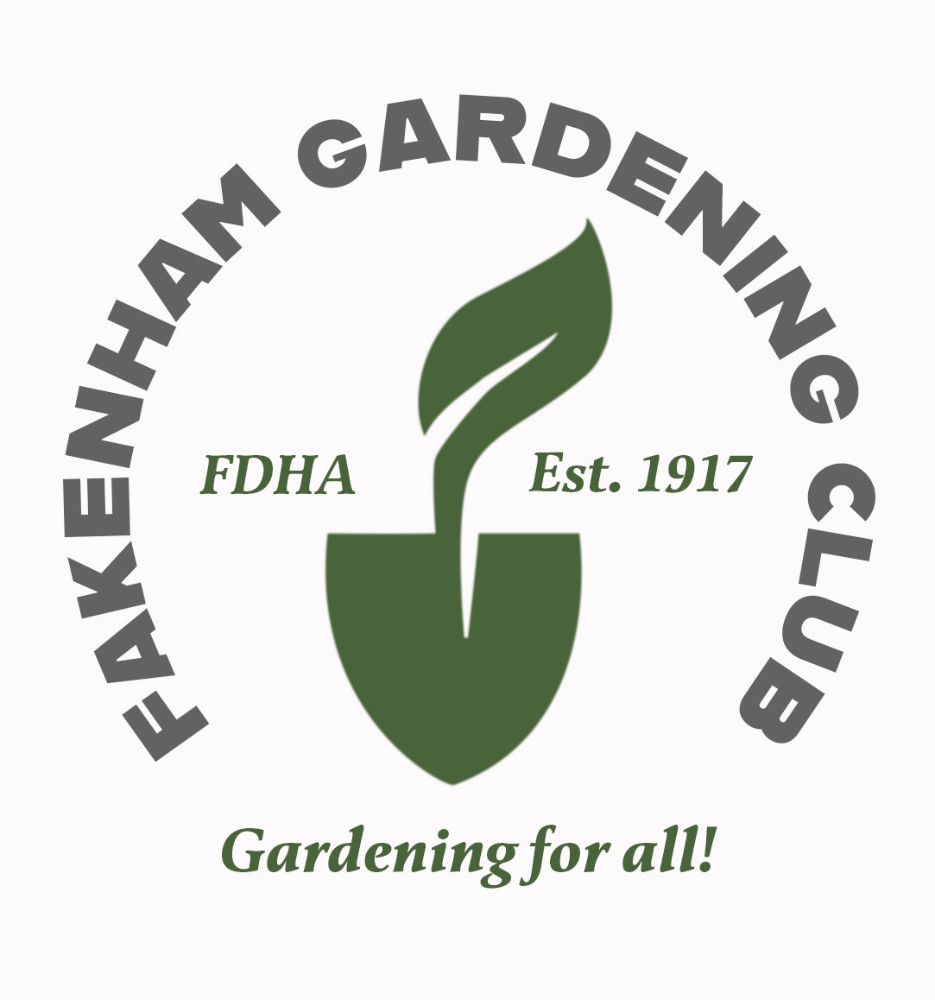 FAKENHAM GARDENING CLUB
FDHA
Est. 1917
Gardening for all!